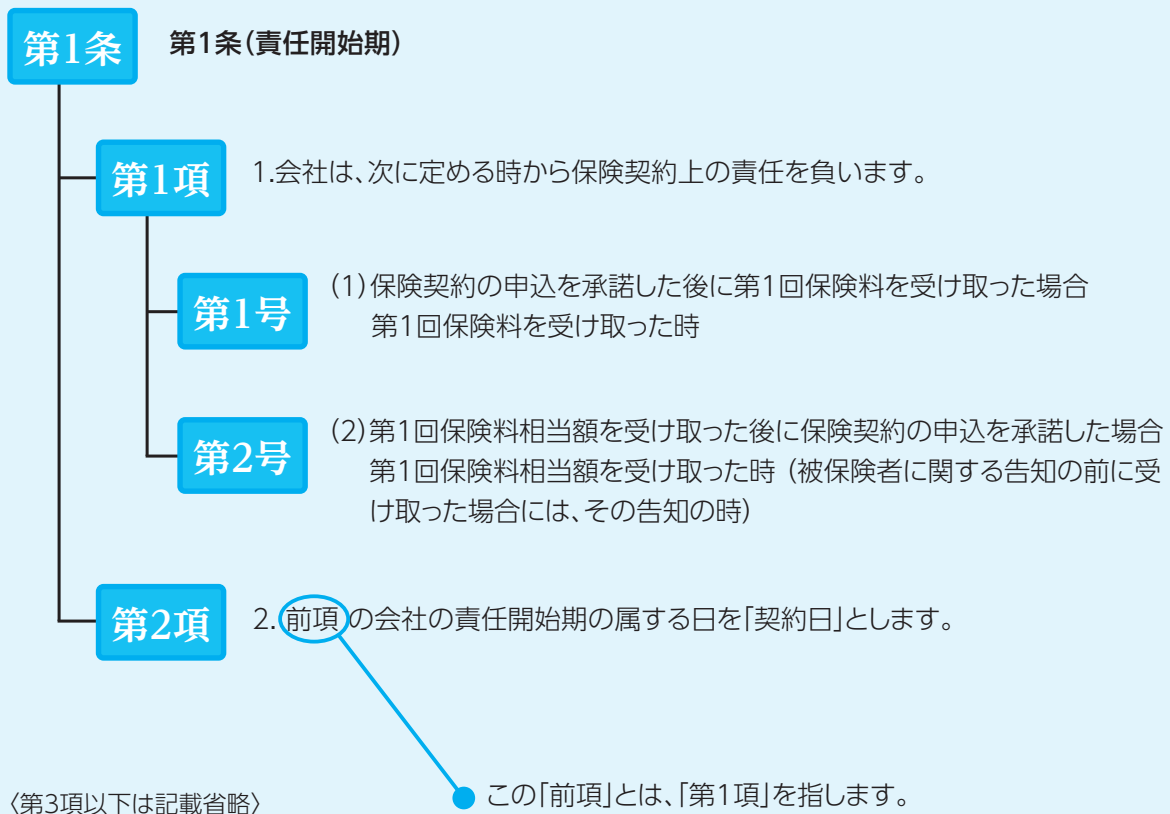 第1条
第1条(責任開始期)
第1項
1.会社は、次に定める時から保険契約上の責任を負います。
第1号
(1)保険契約の申込を承諾した後に第1回保険料を受け取った場合
第1回保険料を受け取った時
第2号
(2)第1回保険料相当額を受け取った後に保険契約の申込を承諾した場合
第1回保険料相当額を受け取った時(被保険者に関する告知の前に受
け取った場合には、その告知の時)
第2項
2.前項の会社の責任開始期の属する日を「契約日」とします。
この「前項」とは、「第1項」を指します。
〈第3項以下は記載省略〉